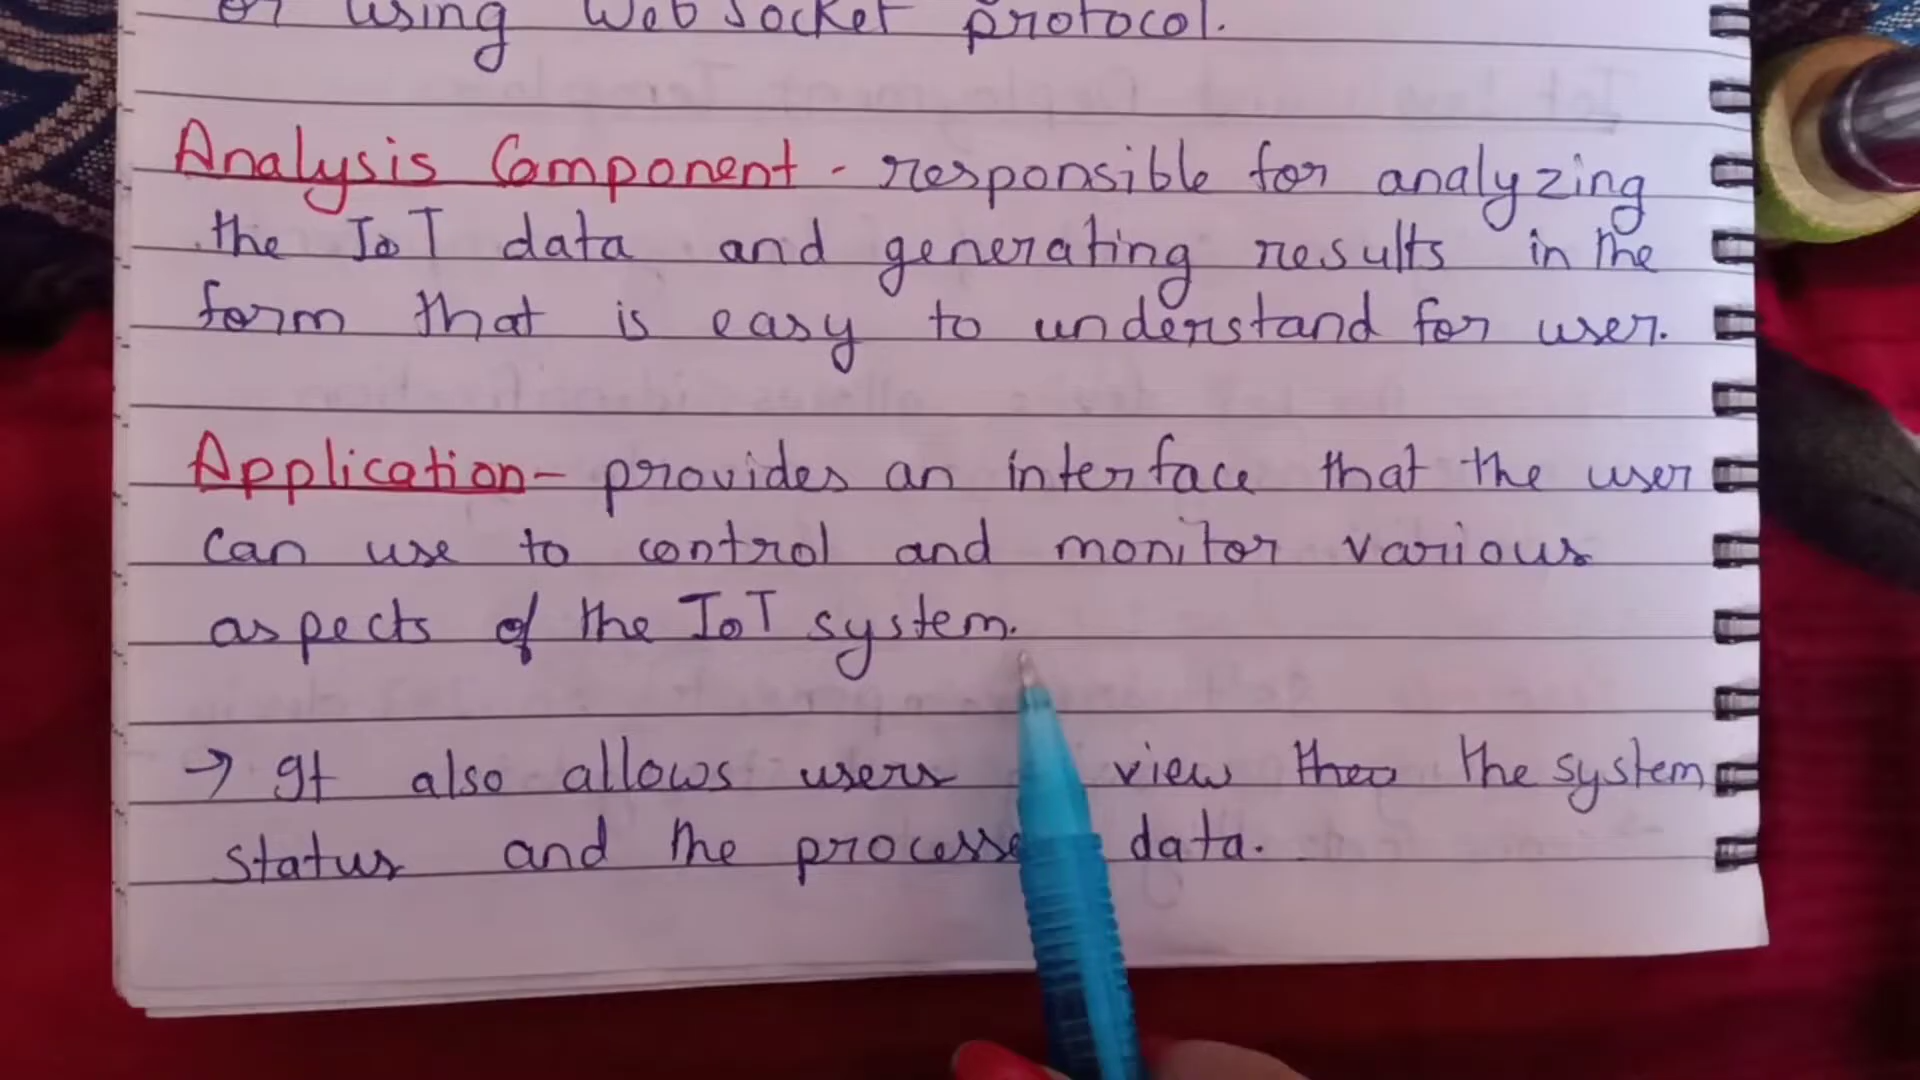 or using WebSocket protocol.
Analysis Component - responsible for analyzing
the IoT data and generating results in the
form that is easy to understand for user.
Application- provides an interface that the user
can use to control and monitor various
aspects of the IoT system.
→ It also allows users view the system
status and the data.